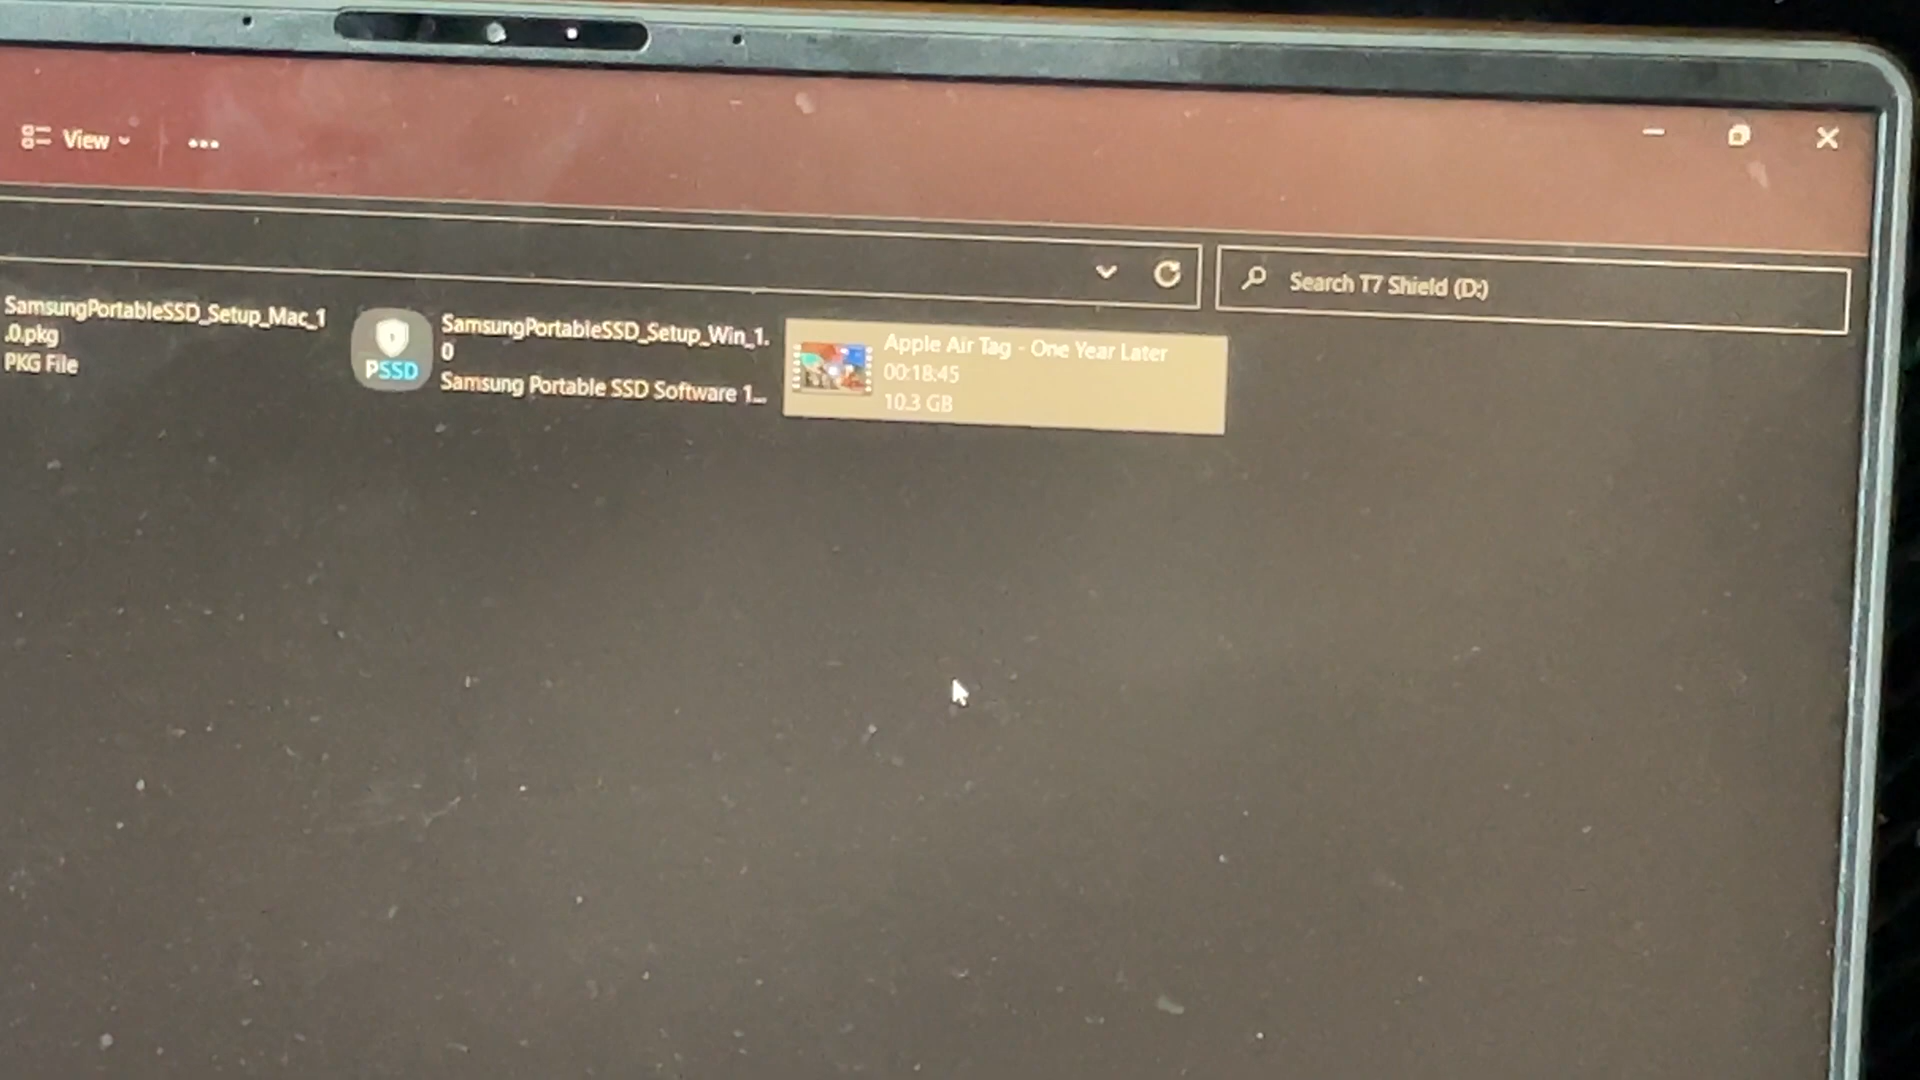 View
Search T7 Shield (D:)
SamsungPortableSSD_Setup_Mac_1
.0.pkg
PKG File
PSSD
SamsungPortableSSD_Setup_Win_1.
0
Samsung Portable SSD Software 1...
Apple Air Tag - One Year Later
00:18:45
10.3 GB